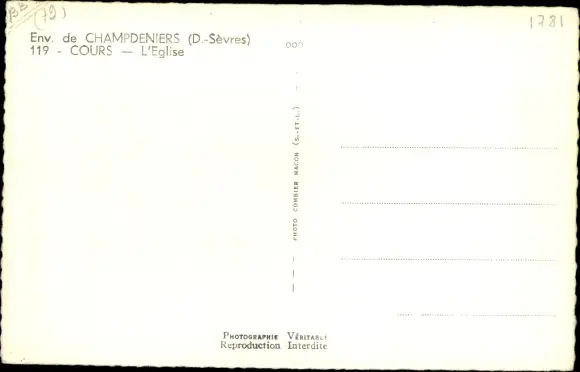 (79)
1781
Env. de CHAMPDENIERS (D.-Sèvres)
119 - COURS — L'Eglise
PHOTO COMBIER MACON (S.-ET-L.)
PHOTOGRAPHIE VÉRITABLE
Reproduction Interdite